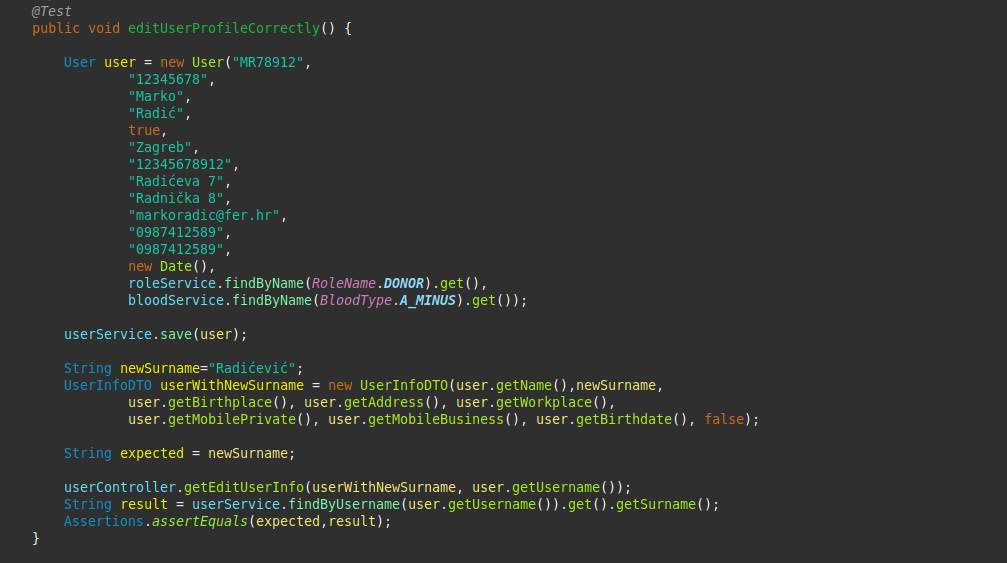 @Test
public void editUserProfileCorrectly() {
User user = new User("MR78912",
"12345678",
"Marko",
"Radić",
true,
"Zagreb",
"12345678912",
"Radićeva 7",
"Radnička 8",
"markoradic@fer.hr",
"0987412589",
"0987412589",
new Date(),
roleService.findByName(RoleName.DONOR).get(),
bloodService.findByName(BloodType.A_MINUS).get());
userService.save(user);
String newSurname="Radićević";
UserInfoDTO userWithNewSurname = new UserInfoDTO(user.getName(),newSurname,
user.getBirthplace(), user.getAddress(), user.getWorkplace(),
user.getMobilePrivate(), user.getMobileBusiness(), user.getBirthdate(), false);
String expected = newSurname;
userController.getEditUserInfo(userWithNewSurname, user.getUsername());
String result = userService.findByUsername(user.getUsername()).get().getSurname();
Assertions.assertEquals(expected,result);
}